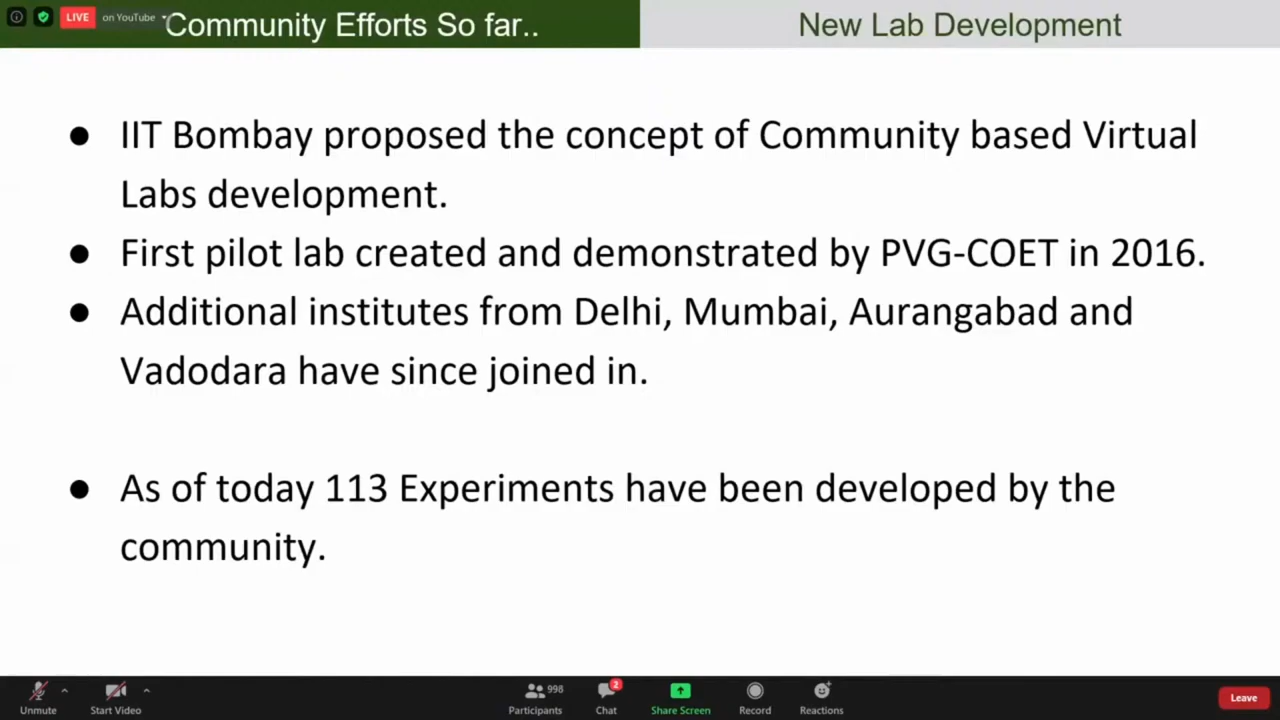 LIVE on YouTube
Community Efforts So far..
New Lab Development
● IIT Bombay proposed the concept of Community based Virtual
Labs development.
● First pilot lab created and demonstrated by PVG-COET in 2016.
● Additional institutes from Delhi, Mumbai, Aurangabad and
Vadodara have since joined in.
● As of today 113 Experiments have been developed by the
community.
998
2
Unmute
Start Video
Participants
Chat
Share Screen
Record
Reactions
Leave